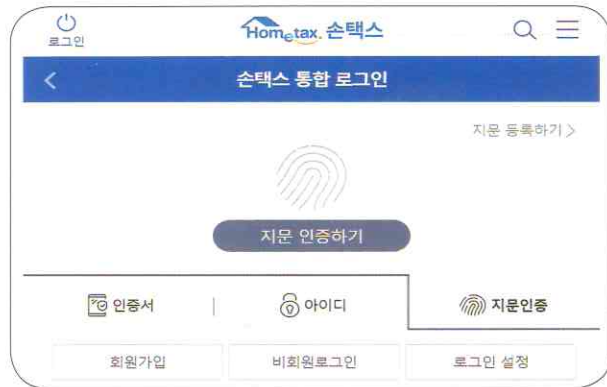 로그인
Hometax. 손택스
손택스 통합 로그인
지문 등록하기 >
지문 인증하기
인증서 | 아이디 지문인증
회원가입 비회원로그인 로그인 설정